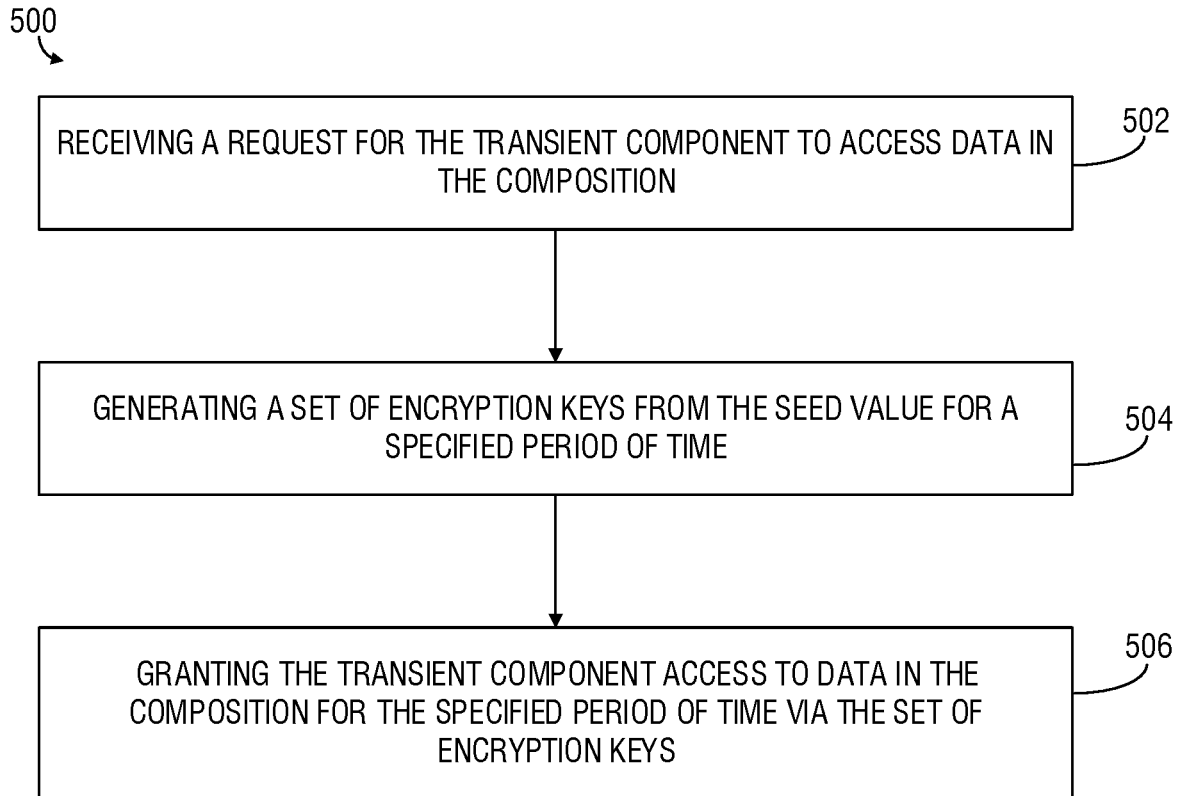 500
RECEIVING A REQUEST FOR THE TRANSIENT COMPONENT TO ACCESS DATA IN
THE COMPOSITION
502
GENERATING A SET OF ENCRYPTION KEYS FROM THE SEED VALUE FOR A
SPECIFIED PERIOD OF TIME
504
GRANTING THE TRANSIENT COMPONENT ACCESS TO DATA IN THE
COMPOSITION FOR THE SPECIFIED PERIOD OF TIME VIA THE SET OF
ENCRYPTION KEYS
506